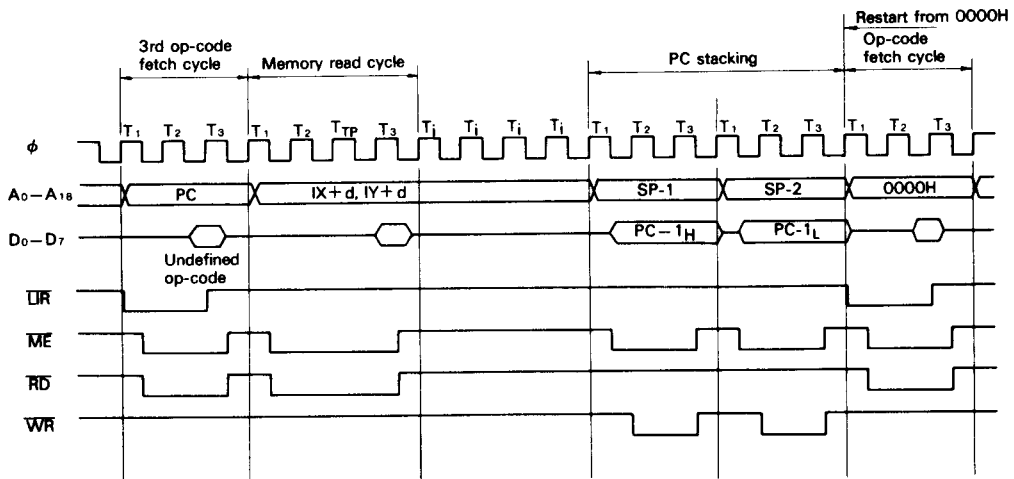 Restart from 0000H
3rd op-code
fetch cycle
Memory read cycle
PC stacking
Op-code
fetch cycle
T1 T2 T3 T1 T2 TTP T3 Ti Ti Ti Ti T1 T2 T3 T1 T2 T3 T1 T2 T3
φ
A0–A18 PC IX+d, IY+d SP-1 SP-2 0000H
D0–D7 PC–1H PC-1L
Undefined
op-code
LIR
ME
RD
WR